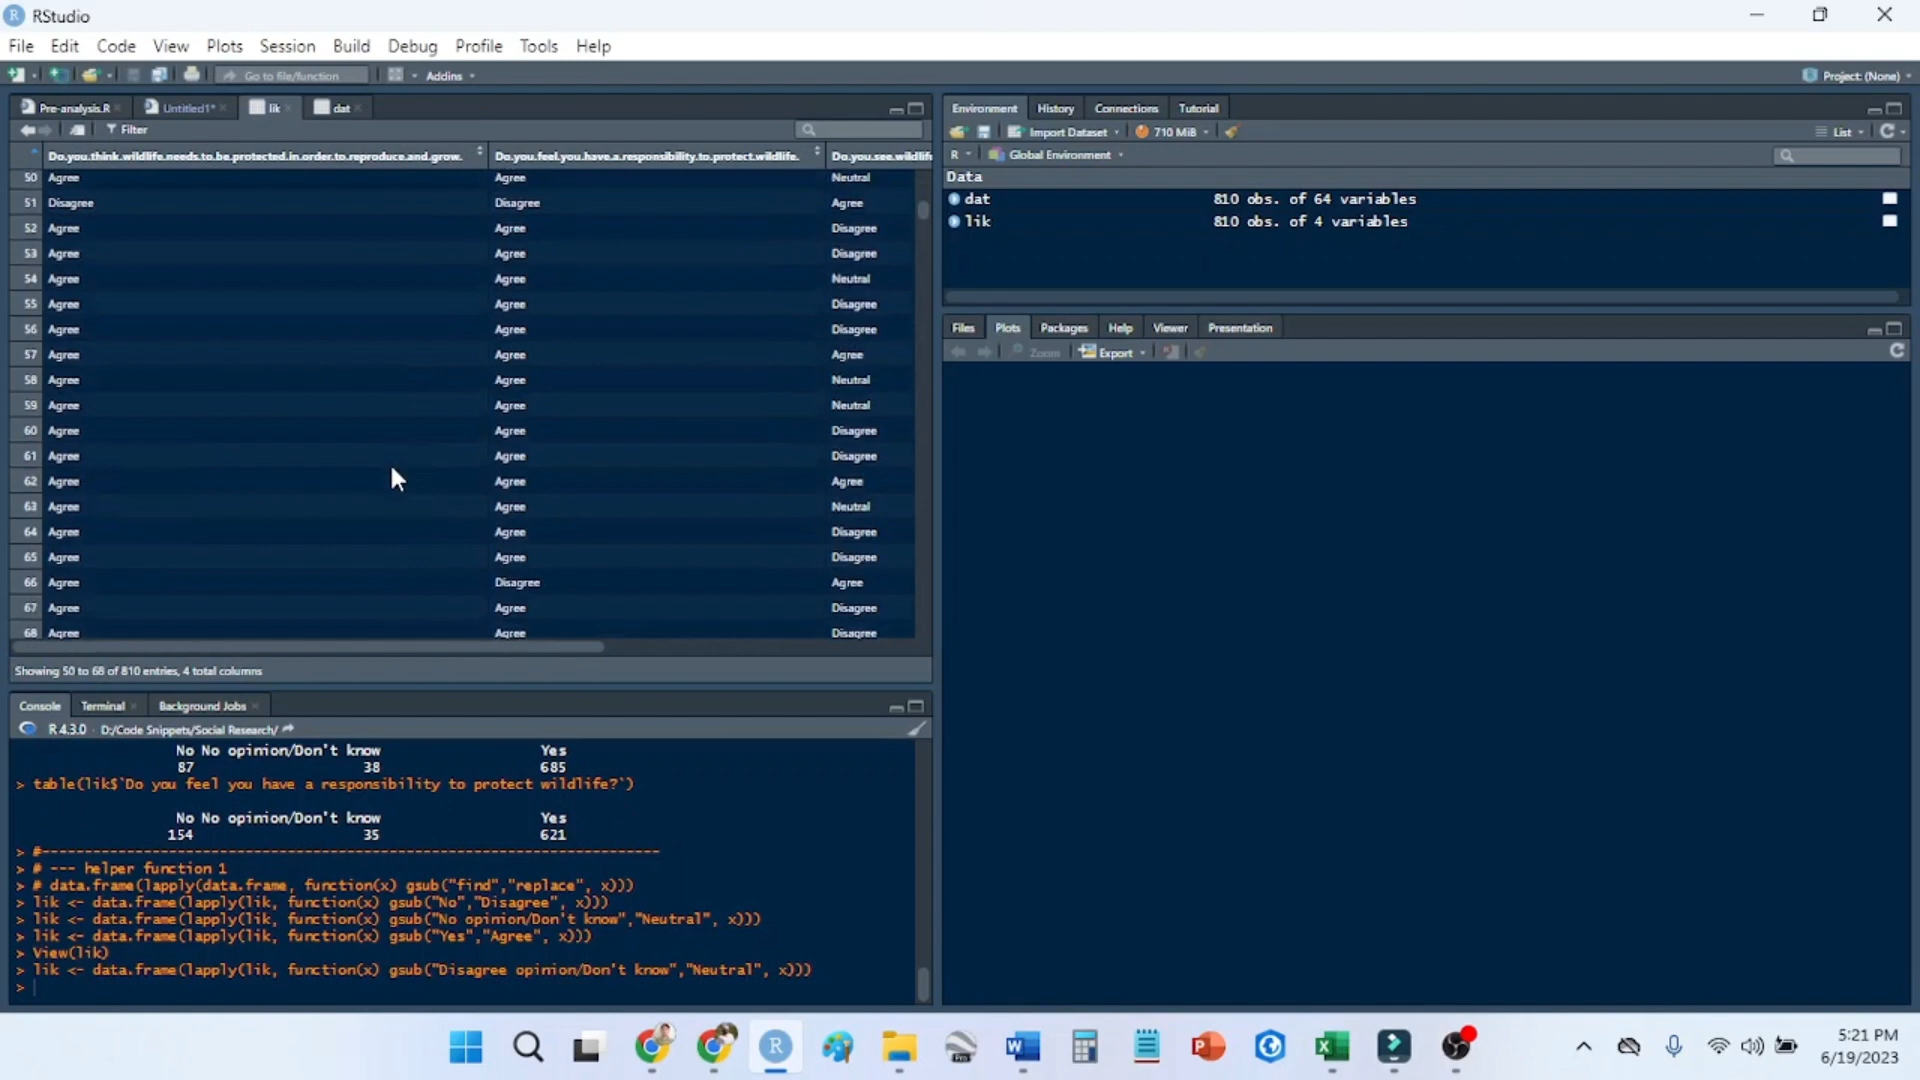 RStudio
File Edit Code View Plots Session Build Debug Profile Tools Help
Go to file/function Addins Project: (None)
Pre-analysis.R Untitled1* lik dat
Filter
Do.you.think.wildlife.needs.to.be.protected.in.order.to.reproduce.and.grow. Do.you.feel.you.have.a.responsibility.to.protect.wildlife. Do.you.see.wildlife
50 Agree Agree Neutral
51 Disagree Disagree Agree
52 Agree Agree Disagree
53 Agree Agree Disagree
54 Agree Agree Neutral
55 Agree Agree Disagree
56 Agree Agree Disagree
57 Agree Agree Agree
58 Agree Agree Neutral
59 Agree Agree Neutral
60 Agree Agree Disagree
61 Agree Agree Disagree
62 Agree Agree Agree
63 Agree Agree Neutral
64 Agree Agree Disagree
65 Agree Agree Disagree
66 Agree Disagree Agree
67 Agree Agree Disagree
68 Agree Agree Disagree
Showing 50 to 68 of 810 entries, 4 total columns
Console Terminal Background Jobs
R 4.3.0 · D:/Code Snippets/Social Research/
No No opinion/Don't know Yes
87 38 685
> table(lik$`Do you feel you have a responsibility to protect wildlife?`)
No No opinion/Don't know Yes
154 35 621
> #-------------------------------------------------------------------------
> # --- helper function 1
> # data.frame(lapply(data.frame, function(x) gsub("find","replace", x)))
> lik <- data.frame(lapply(lik, function(x) gsub("No","Disagree", x)))
> lik <- data.frame(lapply(lik, function(x) gsub("No opinion/Don't know","Neutral", x)))
> lik <- data.frame(lapply(lik, function(x) gsub("Yes","Agree", x)))
> View(lik)
> lik <- data.frame(lapply(lik, function(x) gsub("Disagree opinion/Don't know","Neutral", x)))
>
Environment History Connections Tutorial
Import Dataset 710 MiB List
R Global Environment
Data
dat 810 obs. of 64 variables
lik 810 obs. of 4 variables
Files Plots Packages Help Viewer Presentation
Zoom Export
5:21 PM
6/19/2023